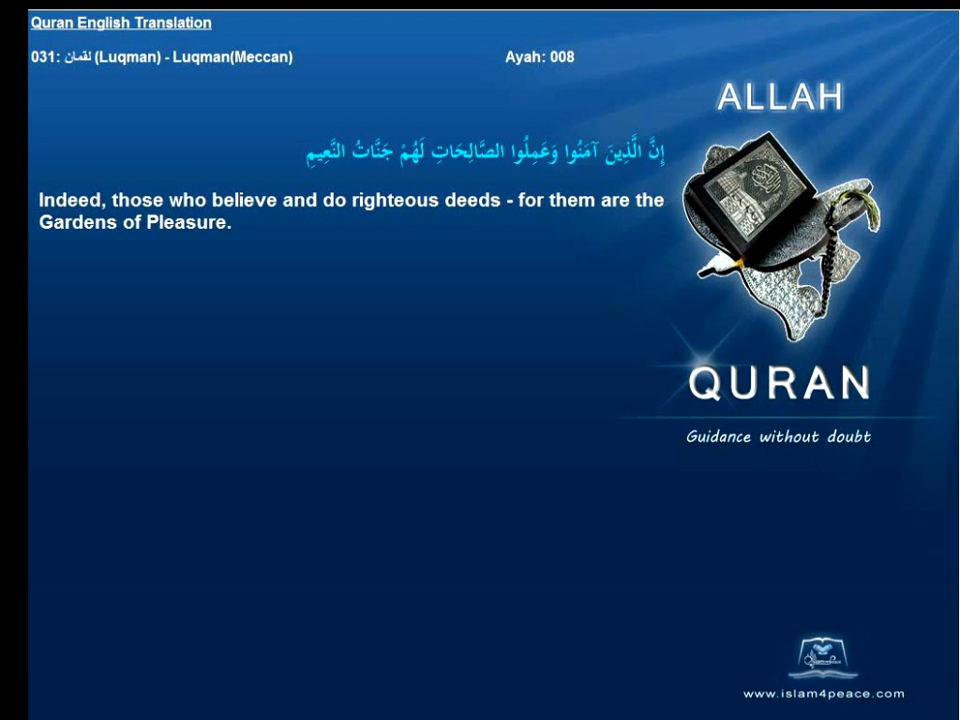 Quran English Translation
031: لقمان (Luqman) - Luqman(Meccan) Ayah: 008
ALLAH
إِنَّ الَّذِينَ آمَنُوا وَعَمِلُوا الصَّالِحَاتِ لَهُمْ جَنَّاتُ النَّعِيمِ
Indeed, those who believe and do righteous deeds - for them are the
Gardens of Pleasure.
QURAN
Guidance without doubt
www.islam4peace.com